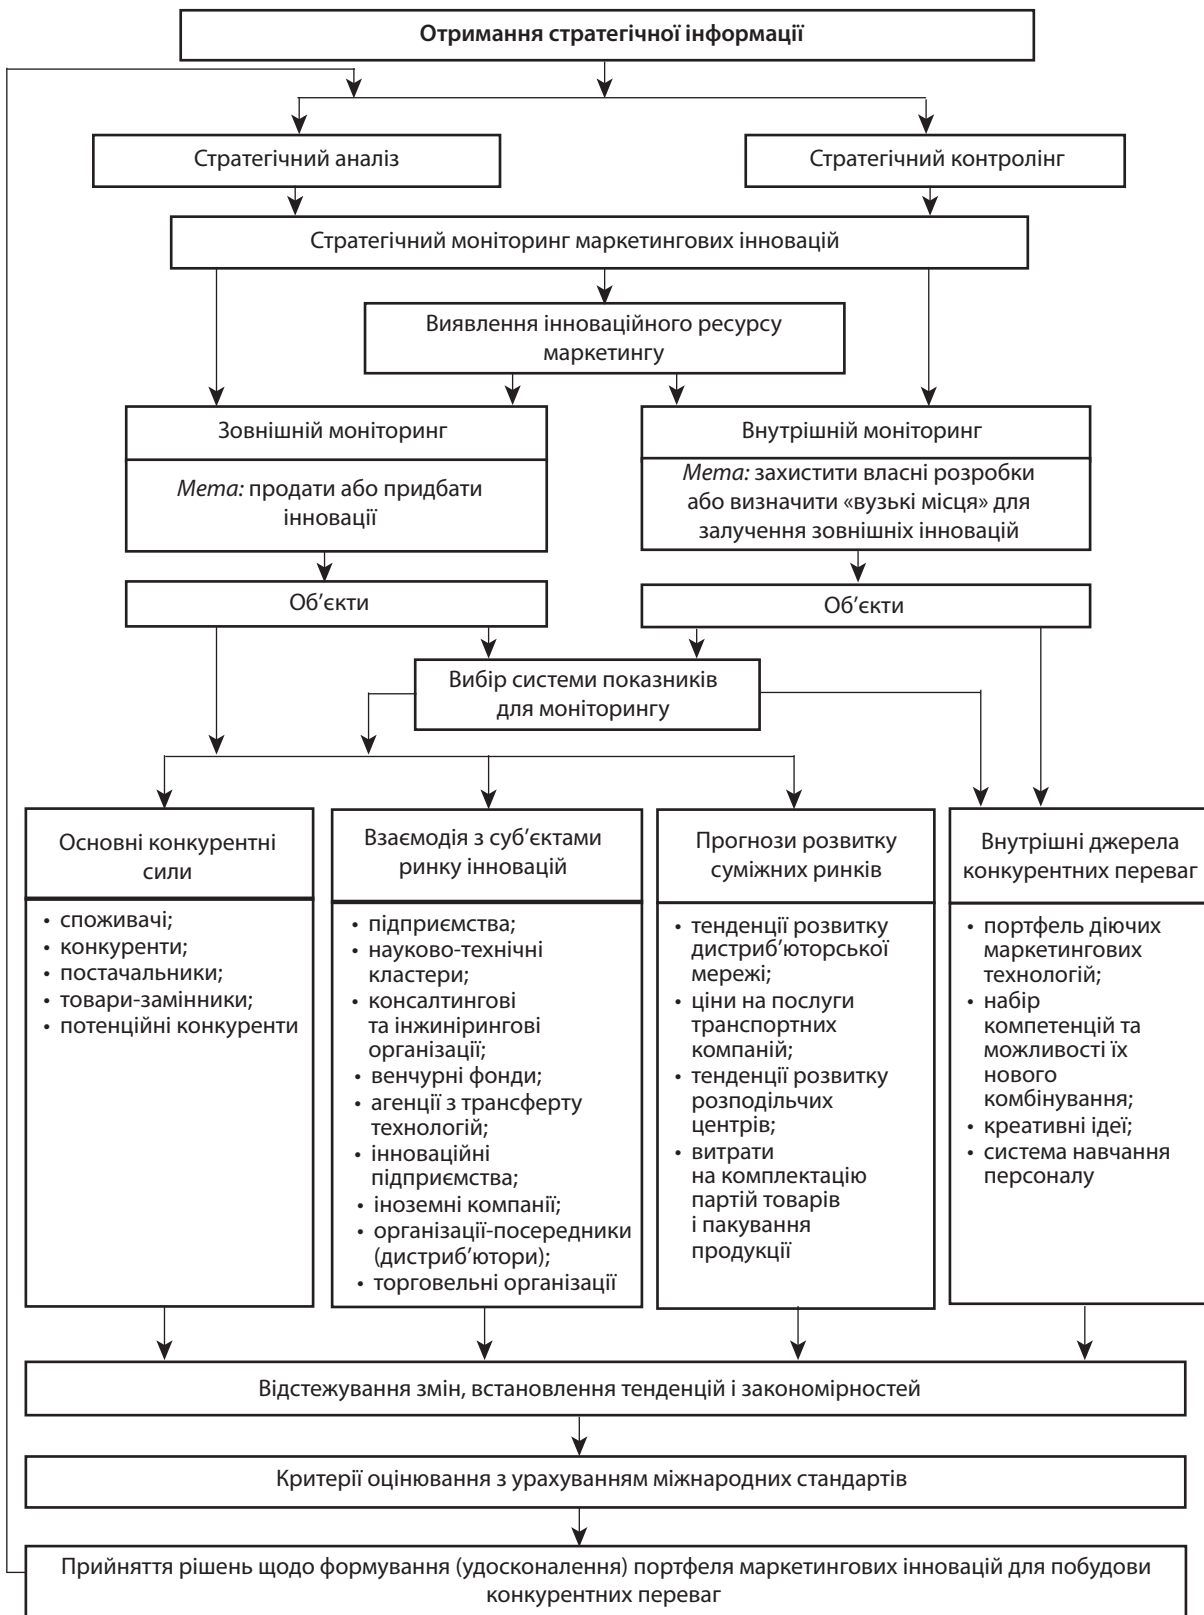 Отримання стратегічної інформації
Стратегічний аналіз
Стратегічний контролінг
Стратегічний моніторинг маркетингових інновацій
Виявлення інноваційного ресурсу
маркетингу
Зовнішній моніторинг
Мета: продати або придбати
інновації
Внутрішній моніторинг
Мета: захистити власні розробки
або визначити «вузькі місця» для
залучення зовнішніх інновацій
Об’єкти
Об’єкти
Вибір системи показників
для моніторингу
Основні конкурентні
сили
• споживачі;
• конкуренти;
• постачальники;
• товари-замінники;
• потенційні конкуренти
Взаємодія з суб’єктами
ринку інновацій
• підприємства;
• науково-технічні
кластери;
• консалтингові
та інжинірингові
організації;
• венчурні фонди;
• агенції з трансферту
технологій;
• інноваційні
підприємства;
• іноземні компанії;
• організації-посередники
(дистриб’ютори);
• торговельні організації
Прогнози розвитку
суміжних ринків
• тенденції розвитку
дистриб’юторської
мережі;
• ціни на послуги
транспортних
компаній;
• тенденції розвитку
розподільчих
центрів;
• витрати
на комплектацію
партій товарів
і пакування
продукції
Внутрішні джерела
конкурентних переваг
• портфель діючих
маркетингових
технологій;
• набір
компетенцій та
можливості їх
нового
комбінування;
• креативні ідеї;
• система навчання
персоналу
Відстежування змін, встановлення тенденцій і закономірностей
Критерії оцінювання з урахуванням міжнародних стандартів
Прийняття рішень щодо формування (удосконалення) портфеля маркетингових інновацій для побудови
конкурентних переваг